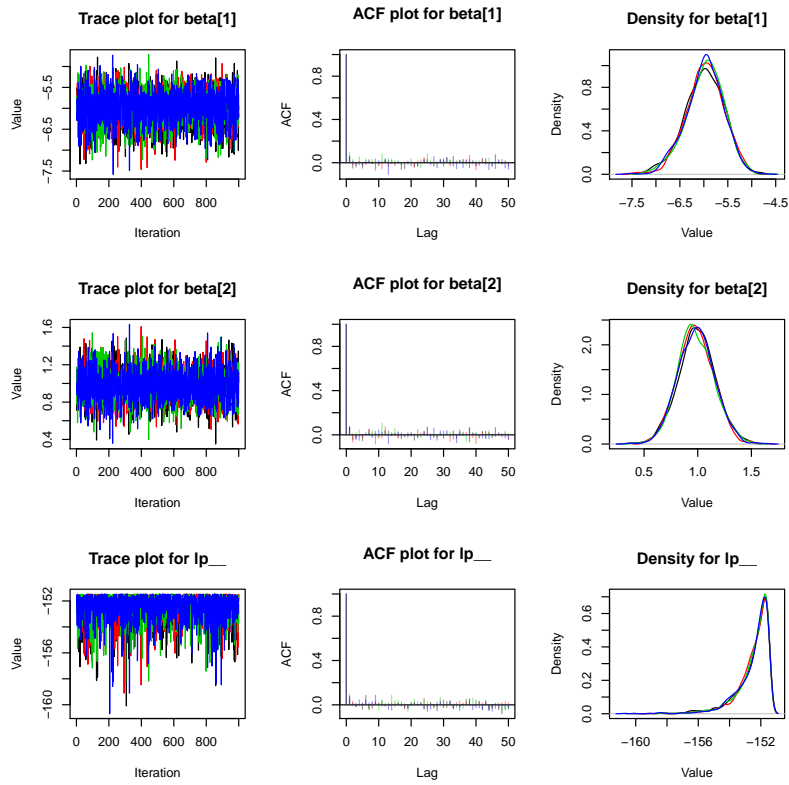 Trace plot for beta[1]
Value
−7.5 −6.5 −5.5
0 200 400 600 800
Iteration
ACF plot for beta[1]
ACF
0.0 0.4 0.8
0 10 20 30 40 50
Lag
Density for beta[1]
Density
0.0 0.4 0.8
−7.5 −6.5 −5.5 −4.5
Value
Trace plot for beta[2]
Value
0.4 0.8 1.2 1.6
0 200 400 600 800
Iteration
ACF plot for beta[2]
ACF
0.0 0.4 0.8
0 10 20 30 40 50
Lag
Density for beta[2]
Density
0.0 1.0 2.0
0.5 1.0 1.5
Value
Trace plot for lp__
Value
−160 −156 −152
0 200 400 600 800
Iteration
ACF plot for lp__
ACF
0.0 0.4 0.8
0 10 20 30 40 50
Lag
Density for lp__
Density
0.0 0.2 0.4 0.6
−160 −156 −152
Value